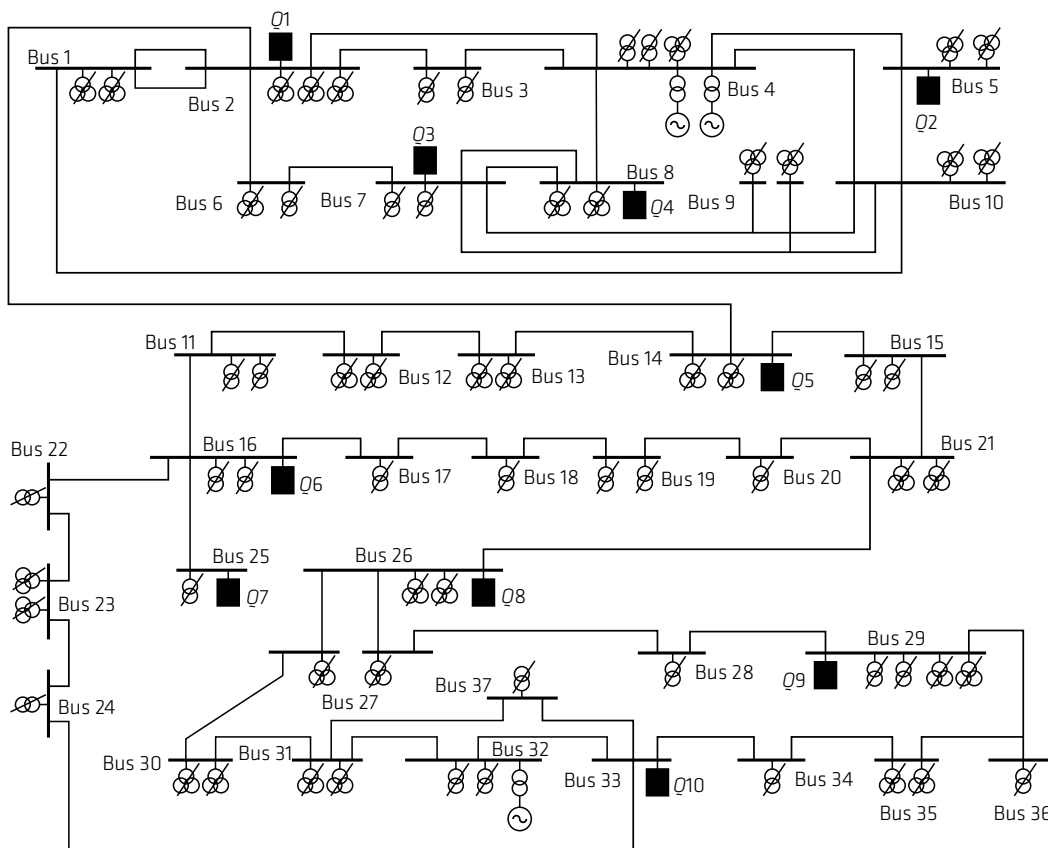 Q1
Bus 1
Bus 2
Bus 3
Bus 4
Bus 5
Q2
Q3
Bus 6
Bus 7
Bus 8
Q4
Bus 9
Bus 10
Bus 11
Bus 12
Bus 13
Bus 14
Q5
Bus 15
Bus 22
Bus 16
Q6
Bus 17
Bus 18
Bus 19
Bus 20
Bus 21
Bus 25
Q7
Bus 26
Q8
Bus 23
Bus 24
Bus 27
Bus 37
Bus 28
Bus 29
Q9
Bus 30
Bus 31
Bus 32
Bus 33
Q10
Bus 34
Bus 35
Bus 36